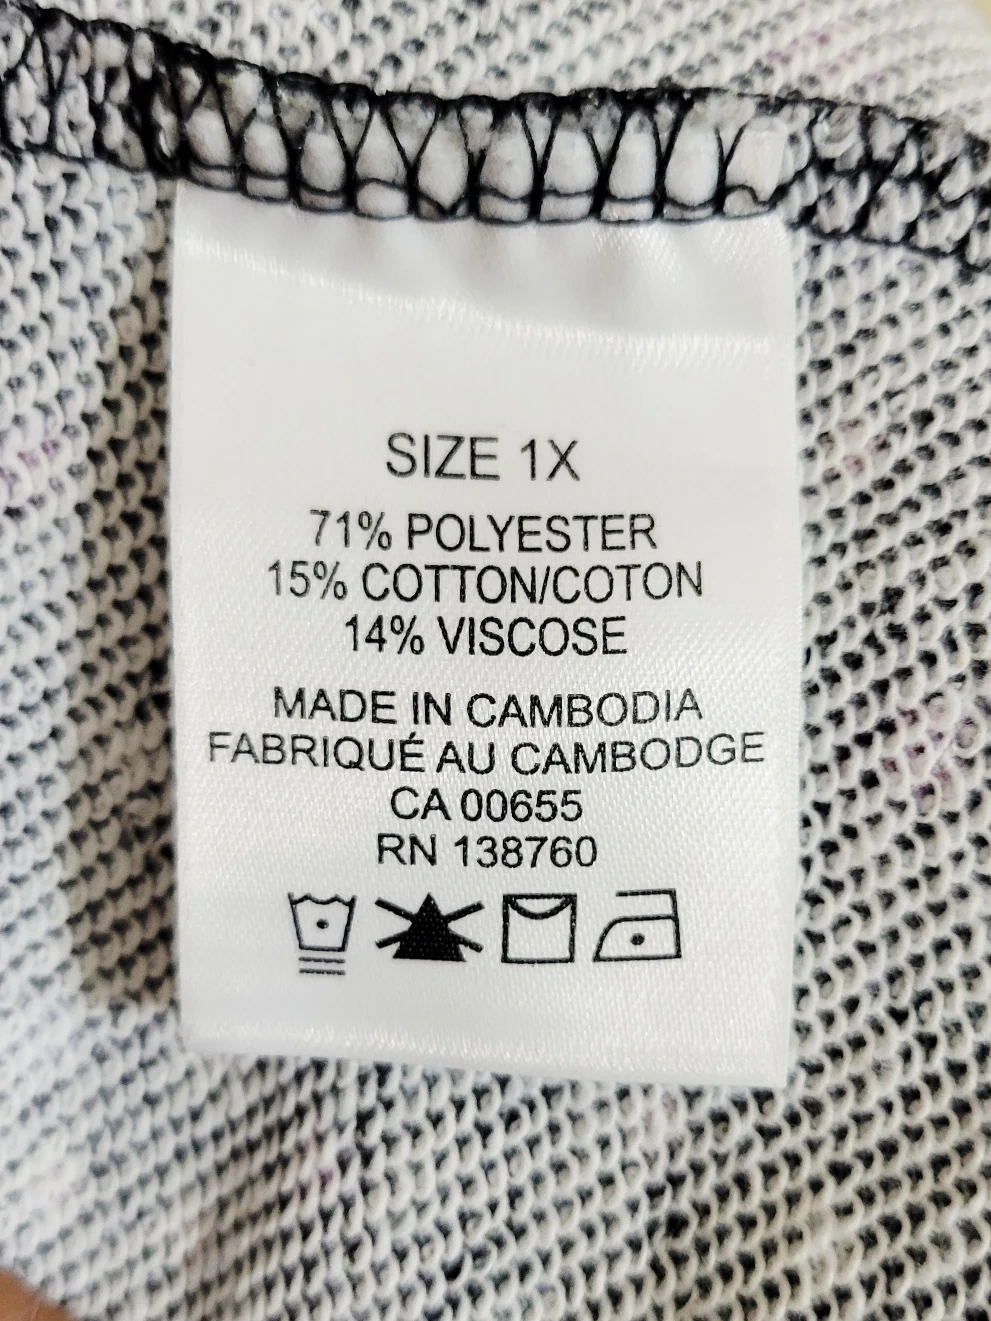 SIZE 1X
71% POLYESTER
15% COTTON/COTON
14% VISCOSE
MADE IN CAMBODIA
FABRIQUÉ AU CAMBODGE
CA 00655
RN 138760